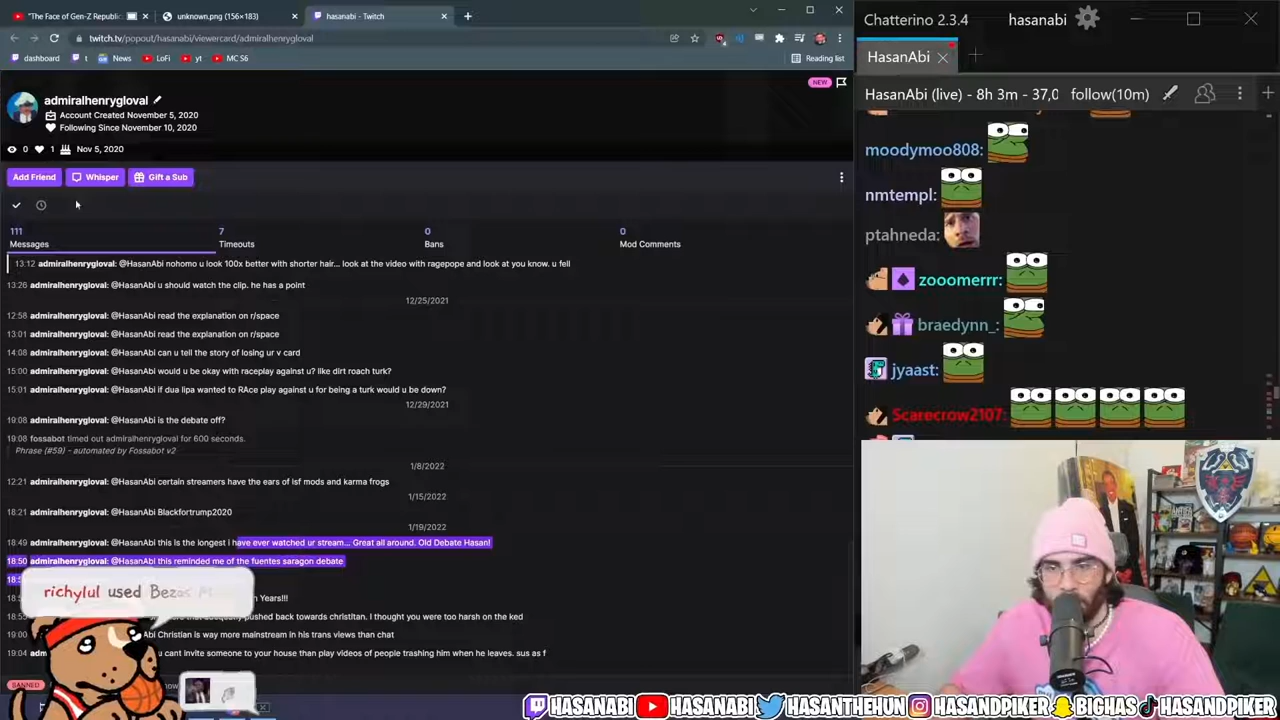 "The Face of Gen-Z Republic
unknown.png (156×183)
hasanabi - Twitch
twitch.tv/popout/hasanabi/viewercard/admiralhenrygloval
dashboard
t
News
LoFi
yt
MC S6
Reading list
admiralhenrygloval
NEW
Account Created November 5, 2020
Following Since November 10, 2020
0
1
Nov 5, 2020
Add Friend
Whisper
Gift a Sub
111
7
0
0
Messages
Timeouts
Bans
Mod Comments
13:12 admiralhenrygloval: @HasanAbi nohomo u look 100x better with shorter hair... look at the video with ragepope and look at you know. u fell
13:26 admiralhenrygloval: @HasanAbi u should watch the clip. he has a point
12/25/2021
12:58 admiralhenrygloval: @HasanAbi read the explanation on r/space
13:01 admiralhenrygloval: @HasanAbi read the explanation on r/space
14:08 admiralhenrygloval: @HasanAbi can u tell the story of losing ur v card
15:00 admiralhenrygloval: @HasanAbi would u be okay with raceplay against u? like dirt roach turk?
15:01 admiralhenrygloval: @HasanAbi if dua lipa wanted to RAce play against u for being a turk would u be down?
12/29/2021
19:08 admiralhenrygloval: @HasanAbi is the debate off?
19:08 fossabot timed out admiralhenrygloval for 600 seconds.
Phrase (#59) - automated by Fossabot v2
1/8/2022
12:21 admiralhenrygloval: @HasanAbi certain streamers have the ears of lsf mods and karma frogs
1/15/2022
18:21 admiralhenrygloval: @HasanAbi Blackfortrump2020
1/19/2022
18:49 admiralhenrygloval: @HasanAbi this is the longest i have ever watched ur stream... Great all around. Old Debate Hasan!
18:50 admiralhenrygloval: @HasanAbi this reminded me of the fuentes saragon debate
Years!!!
pushed back towards christitan. I thought you were too harsh on the ked
19:00 Abi Christian is way more mainstream in his trans views than chat
19:04 u cant invite someone to your house than play videos of people trashing him when he leaves. sus as f
BANNED
richylul used Bezos
Chatterino 2.3.4
hasanabi
HasanAbi
HasanAbi (live) - 8h 3m - 37,0
follow(10m)
moodymoo808:
nmtempl:
ptahneda:
zooomerrr:
braedynn_:
jyaast:
Scarecrow2107:
HASANABI
HASANABI
HASANTHEHUN
HASANDPIKER
BIGHAS
HASANDPIKER